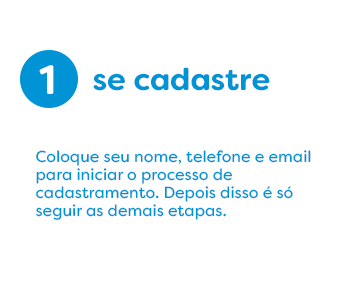 1 se cadastre
Coloque seu nome, telefone e email
para iniciar o processo de
cadastramento. Depois disso é só
seguir as demais etapas.